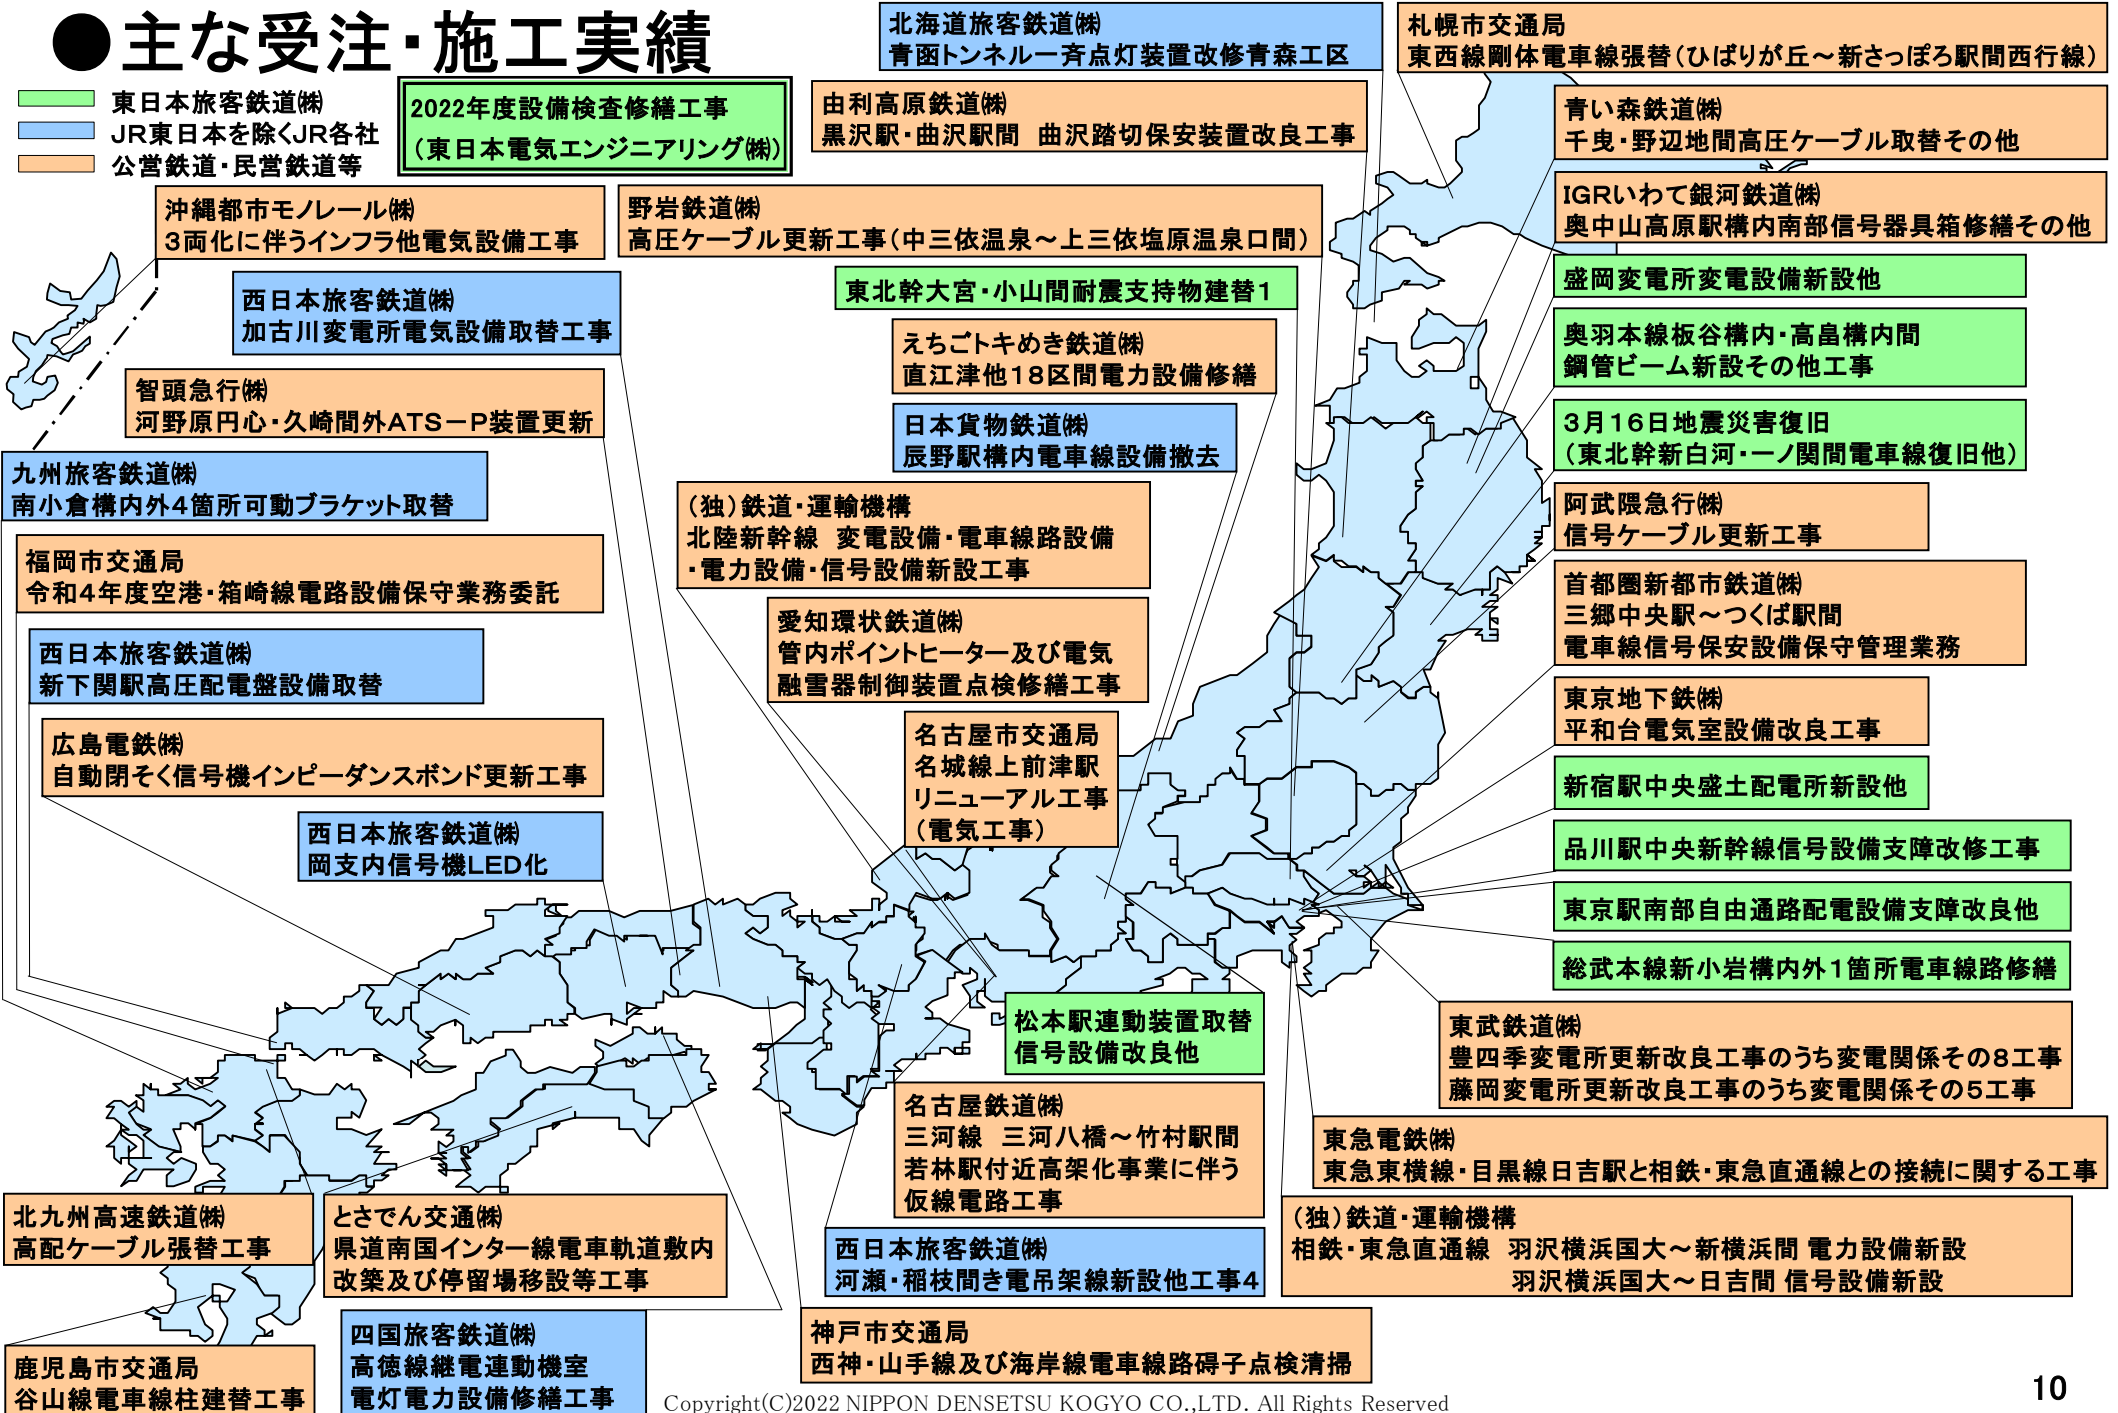 ●主な受注・施工実績
東日本旅客鉄道㈱
JR東日本を除くJR各社
公営鉄道・民営鉄道等
2022年度設備検査修繕工事
（東日本電気エンジニアリング㈱）
北海道旅客鉄道㈱
青函トンネル一斉点灯装置改修青森工区
札幌市交通局
東西線剛体電車線張替（ひばりが丘～新さっぽろ駅間西行線）
由利高原鉄道㈱
黒沢駅・曲沢駅間　曲沢踏切保安装置改良工事
青い森鉄道㈱
千曳・野辺地間高圧ケーブル取替その他
沖縄都市モノレール㈱
３両化に伴うインフラ他電気設備工事
野岩鉄道㈱
高圧ケーブル更新工事（中三依温泉～上三依塩原温泉口間）
IGRいわて銀河鉄道㈱
奥中山高原駅構内南部信号器具箱修繕その他
西日本旅客鉄道㈱
加古川変電所電気設備取替工事
東北幹大宮・小山間耐震支持物建替１
盛岡変電所変電設備新設他
えちごトキめき鉄道㈱
直江津他１８区間電力設備修繕
奥羽本線板谷構内・高畠構内間
鋼管ビーム新設その他工事
智頭急行㈱
河野原円心・久崎間外ATS－P装置更新
日本貨物鉄道㈱
辰野駅構内電車線設備撤去
３月１６日地震災害復旧
（東北幹新白河・一ノ関間電車線復旧他）
九州旅客鉄道㈱
南小倉構内外４箇所可動ブラケット取替
（独）鉄道・運輸機構
北陸新幹線　変電設備・電車線路設備
・電力設備・信号設備新設工事
阿武隈急行㈱
信号ケーブル更新工事
福岡市交通局
令和４年度空港・箱崎線電路設備保守業務委託
愛知環状鉄道㈱
管内ポイントヒーター及び電気
融雪器制御装置点検修繕工事
首都圏新都市鉄道㈱
三郷中央駅～つくば駅間
電車線信号保安設備保守管理業務
西日本旅客鉄道㈱
新下関駅高圧配電盤設備取替
東京地下鉄㈱
平和台電気室設備改良工事
広島電鉄㈱
自動閉そく信号機インピーダンスボンド更新工事
名古屋市交通局
名城線上前津駅
リニューアル工事
（電気工事）
新宿駅中央盛土配電所新設他
西日本旅客鉄道㈱
岡支内信号機LED化
品川駅中央新幹線信号設備支障改修工事
東京駅南部自由通路配電設備支障改良他
総武本線新小岩構内外１箇所電車線路修繕
松本駅連動装置取替
信号設備改良他
東武鉄道㈱
豊四季変電所更新改良工事のうち変電関係その８工事
藤岡変電所更新改良工事のうち変電関係その５工事
名古屋鉄道㈱
三河線　三河八橋～竹村駅間
若林駅付近高架化事業に伴う
仮線電路工事
東急電鉄㈱
東急東横線・目黒線日吉駅と相鉄・東急直通線との接続に関する工事
北九州高速鉄道㈱
高配ケーブル張替工事
とさでん交通㈱
県道南国インター線電車軌道敷内
改築及び停留場移設等工事
西日本旅客鉄道㈱
河瀬・稲枝間き電吊架線新設他工事４
（独）鉄道・運輸機構
相鉄・東急直通線　羽沢横浜国大～新横浜間 電力設備新設
羽沢横浜国大～日吉間 信号設備新設
鹿児島市交通局
谷山線電車線柱建替工事
四国旅客鉄道㈱
高徳線継電連動機室
電灯電力設備修繕工事
神戸市交通局
西神・山手線及び海岸線電車線路碍子点検清掃
Copyright(C)2022 NIPPON DENSETSU KOGYO CO.,LTD. All Rights Reserved
10